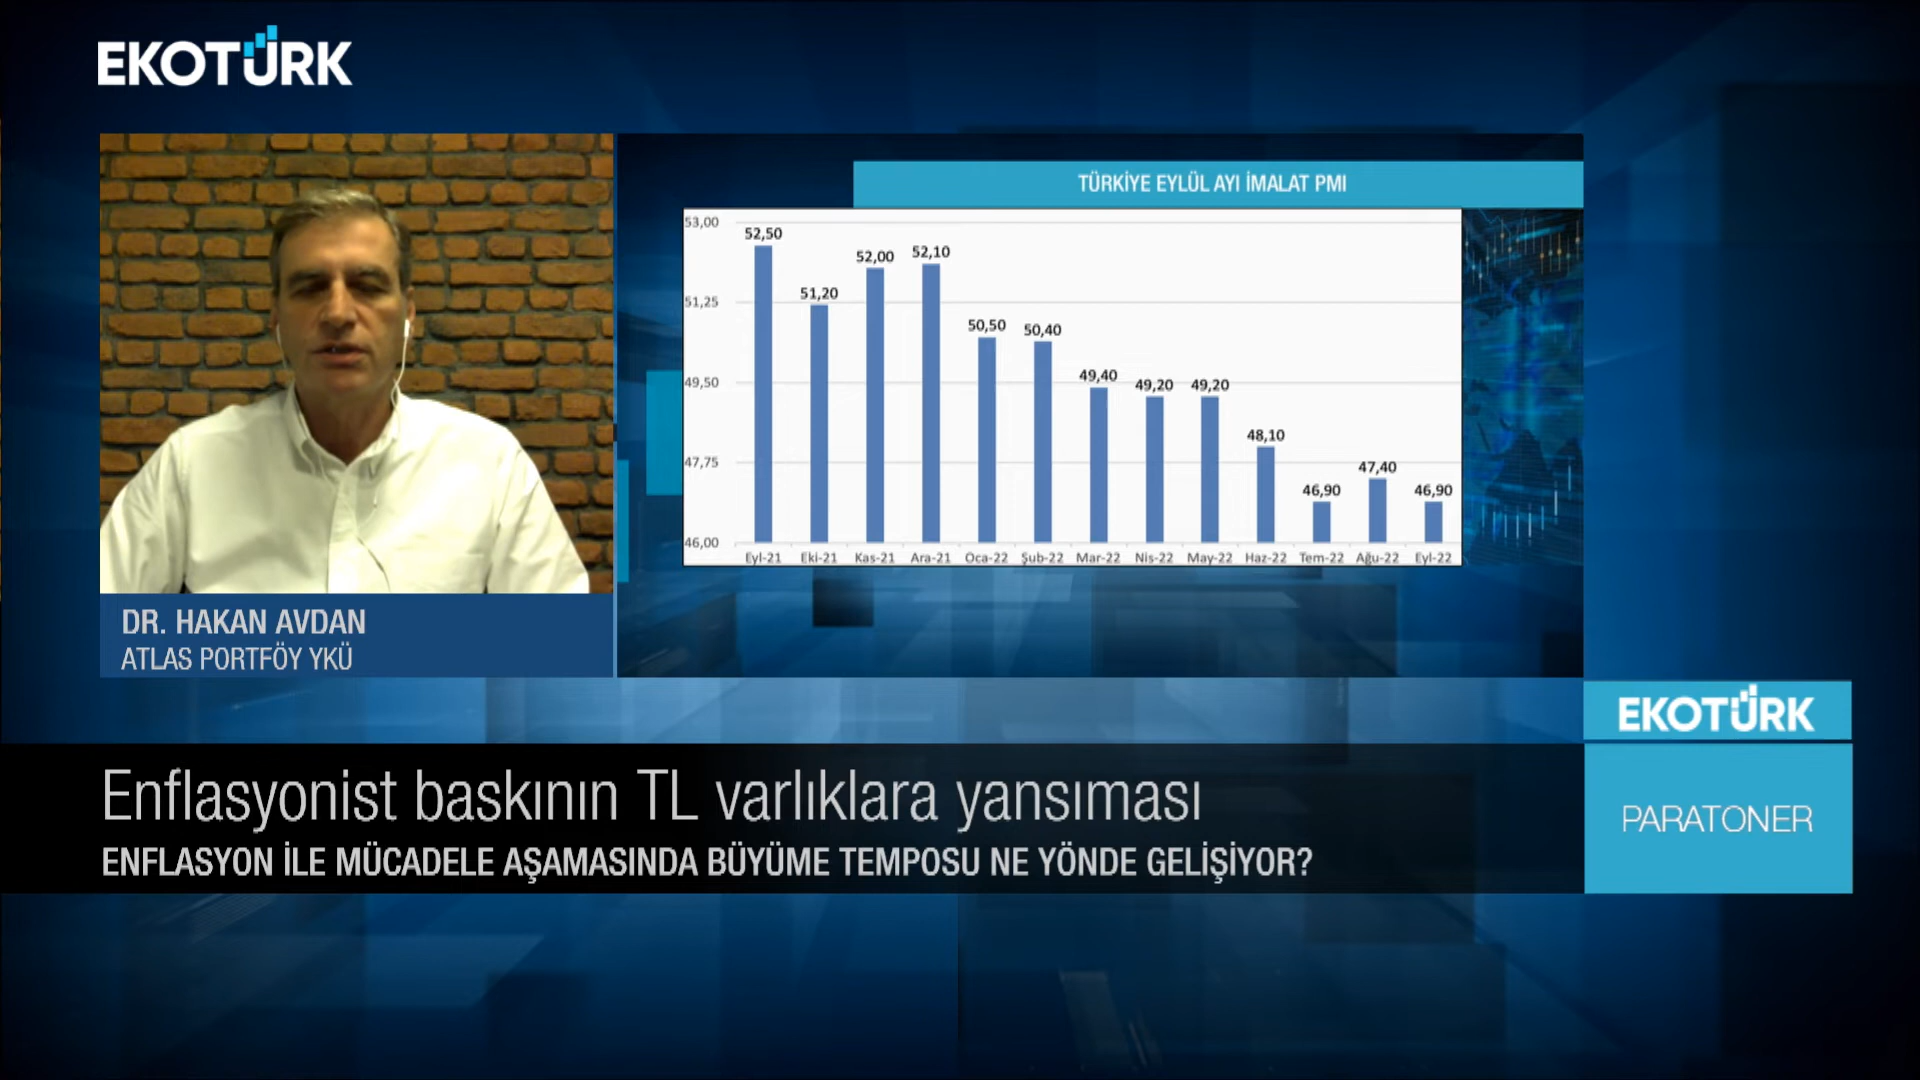 EKOTÜRK
TÜRKİYE EYLÜL AYI İMALAT PMI
53,00
51,25
49,50
47,75
46,00
52,50
51,20
52,00
52,10
50,50
50,40
49,40
49,20
49,20
48,10
46,90
47,40
46,90
Eyl-21 Eki-21 Kas-21 Ara-21 Oca-22 Şub-22 Mar-22 Nis-22 May-22 Haz-22 Tem-22 Ağu-22 Eyl-22
DR. HAKAN AVDAN
ATLAS PORTFÖY YKÜ
EKOTÜRK
PARATONER
Enflasyonist baskının TL varlıklara yansıması
ENFLASYON İLE MÜCADELE AŞAMASINDA BÜYÜME TEMPOSU NE YÖNDE GELİŞİYOR?